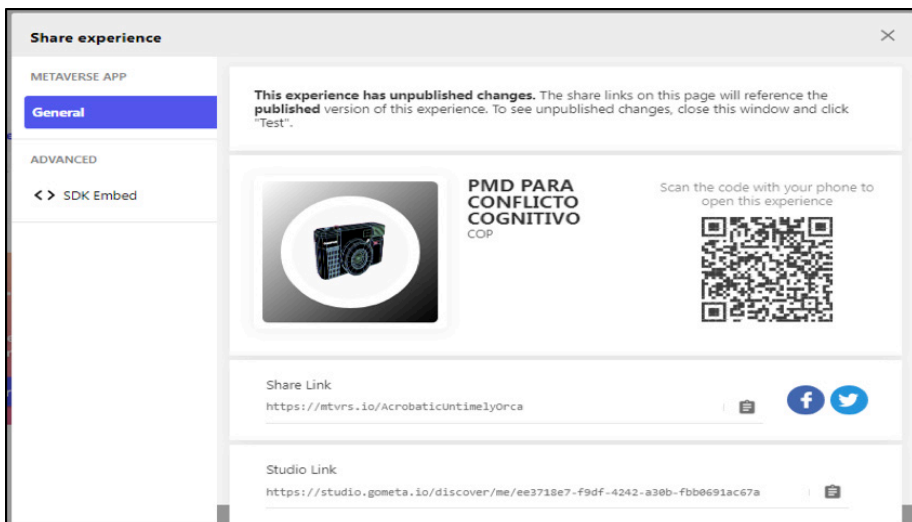 Share experience
METAVERSE APP
General
ADVANCED
<> SDK Embed
This experience has unpublished changes. The share links on this page will reference the
published version of this experience. To see unpublished changes, close this window and click
"Test".
PMD PARA
CONFLICTO
COGNITIVO
COP
Scan the code with your phone to
open this experience
Share Link
https://mtvrs.io/AcrobaticUntimelyOrca
Studio Link
https://studio.gometa.io/discover/me/ee3718e7-f9df-4242-a30b-fbb0691ac67a